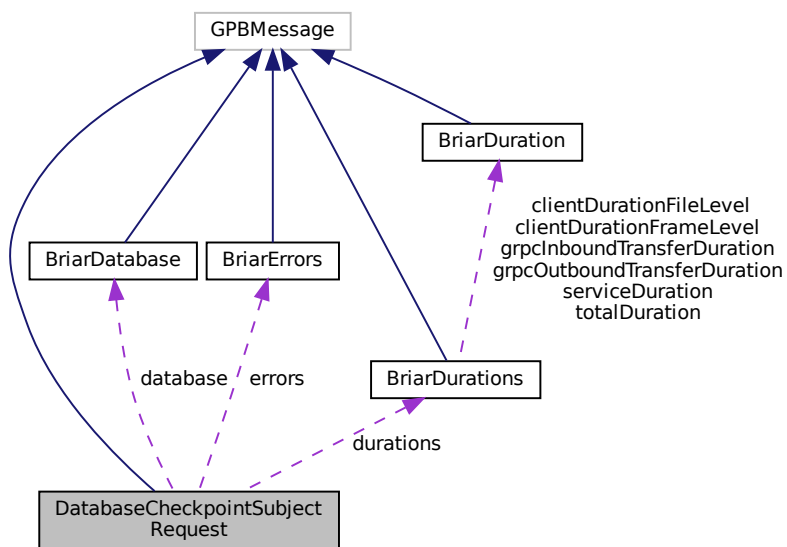 GPBMessage
BriarDuration
clientDurationFileLevel
clientDurationFrameLevel
grpcInboundTransferDuration
grpcOutboundTransferDuration
serviceDuration
totalDuration
BriarDatabase
BriarErrors
BriarDurations
database
errors
durations
DatabaseCheckpointSubject
Request